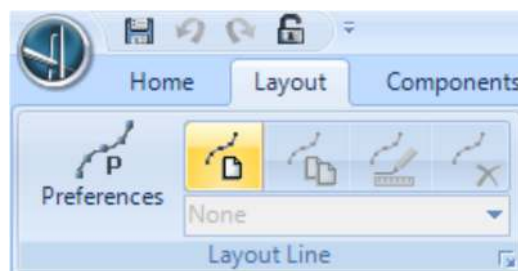 Home Layout Components
P
Preferences
None
Layout Line